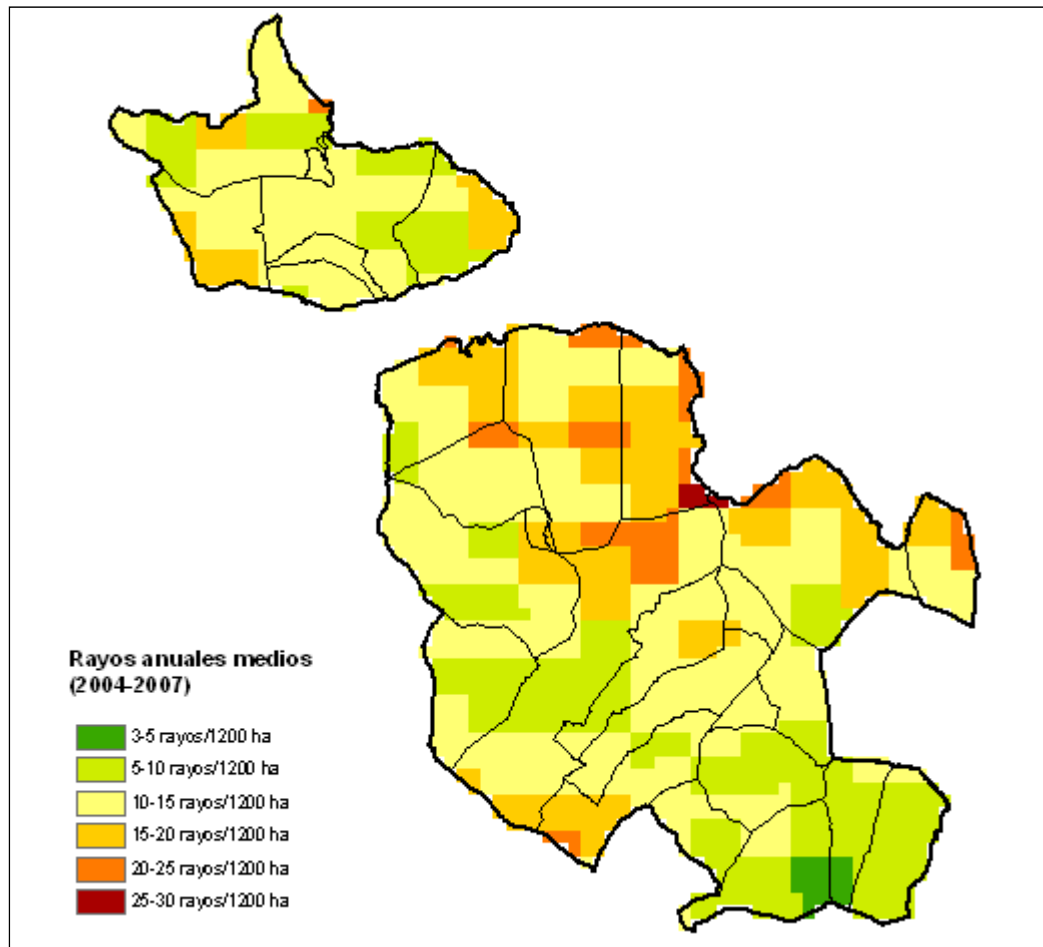 Rayos anuales medios
(2004-2007)
3-5 rayos/1200 ha
5-10 rayos/1200 ha
10-15 rayos/1200 ha
15-20 rayos/1200 ha
20-25 rayos/1200 ha
25-30 rayos/1200 ha